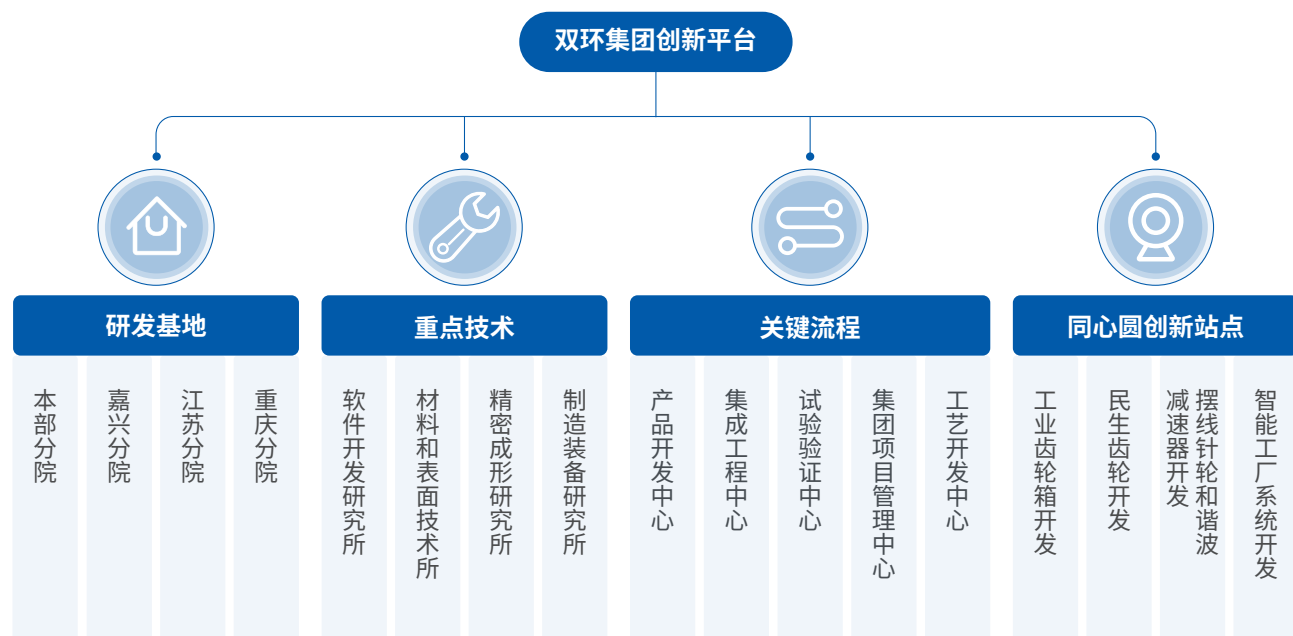 双环集团创新平台
研发基地
本部分院
嘉兴分院
江苏分院
重庆分院
重点技术
软件开发研究所
材料和表面技术所
精密成形研究所
制造装备研究所
关键流程
产品开发中心
集成工程中心
试验验证中心
集团项目管理中心
工艺开发中心
同心圆创新站点
工业齿轮箱开发
民生齿轮开发
摆线针轮和谐波
减速器开发
智能工厂系统开发